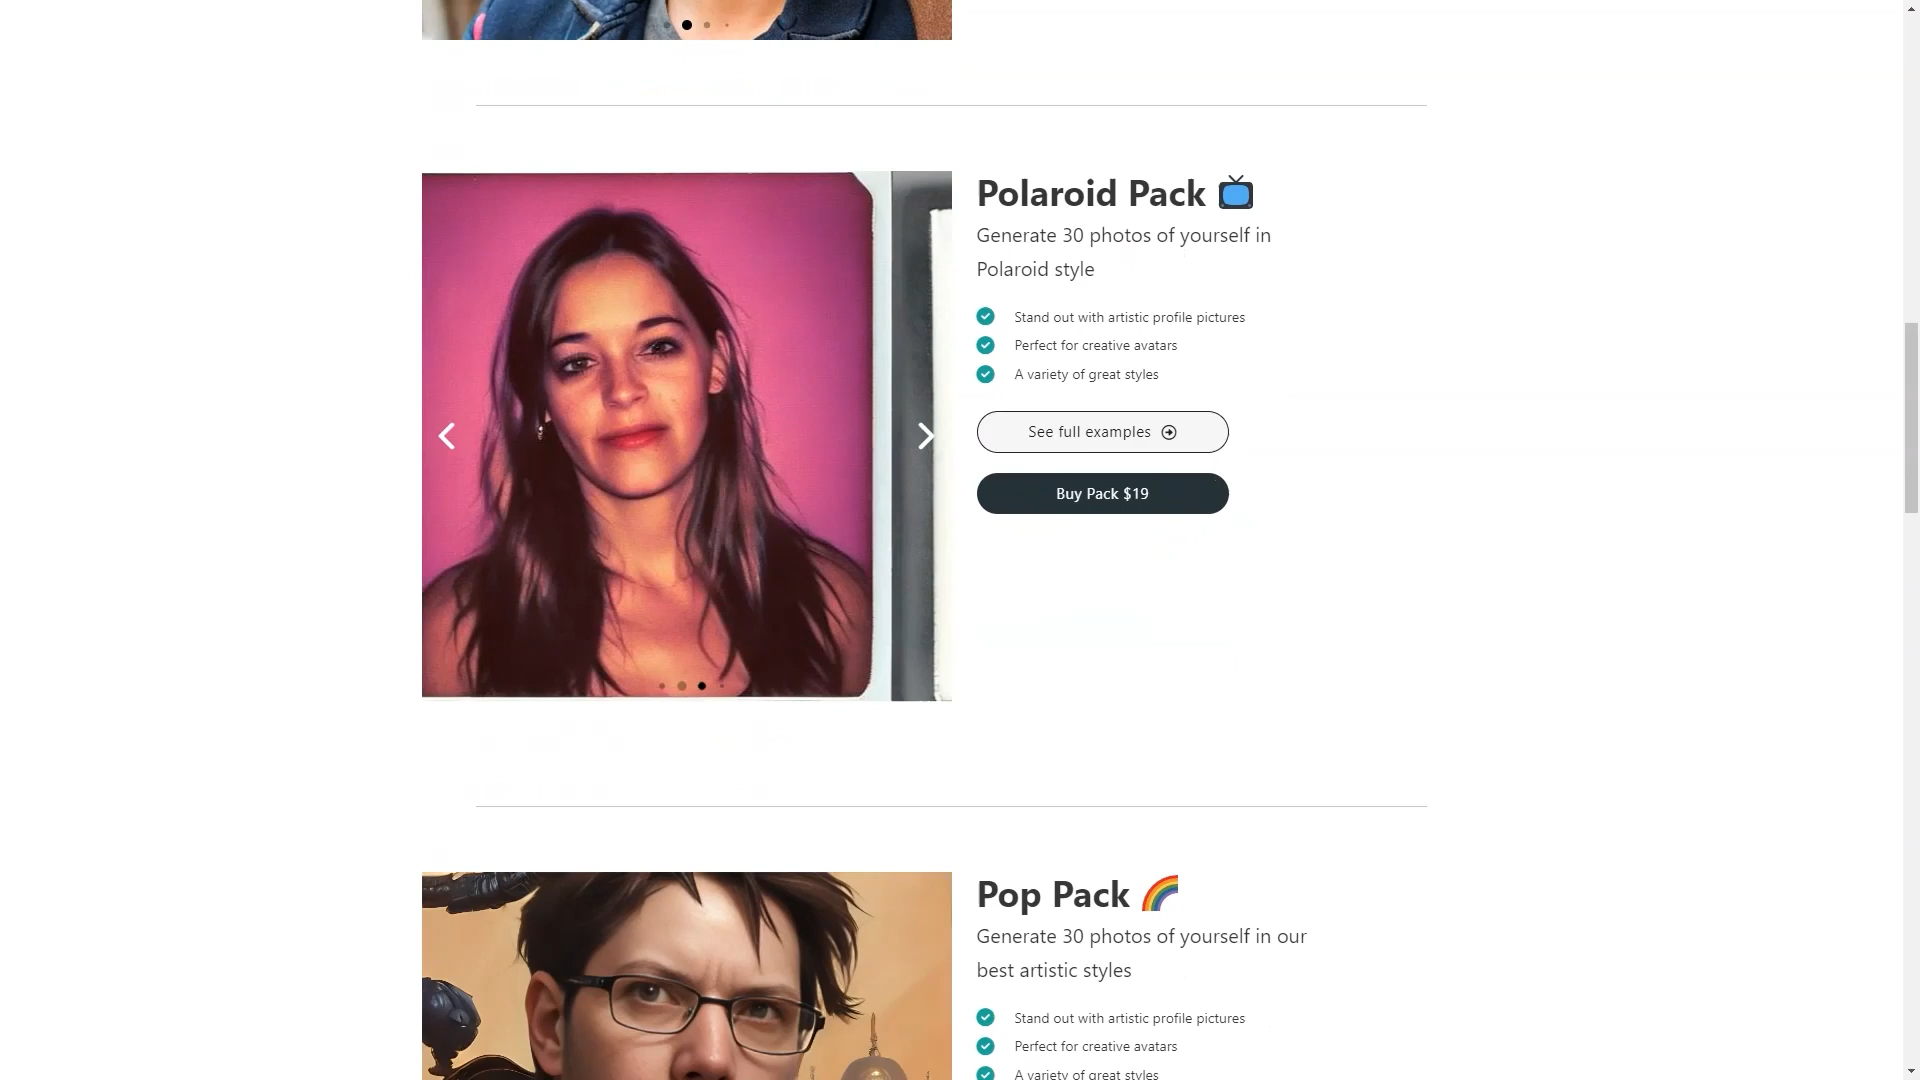 Polaroid Pack
Generate 30 photos of yourself in
Polaroid style
Stand out with artistic profile pictures
Perfect for creative avatars
A variety of great styles
See full examples
Buy Pack $19
Pop Pack
Generate 30 photos of yourself in our
best artistic styles
Stand out with artistic profile pictures
Perfect for creative avatars
A variety of great styles